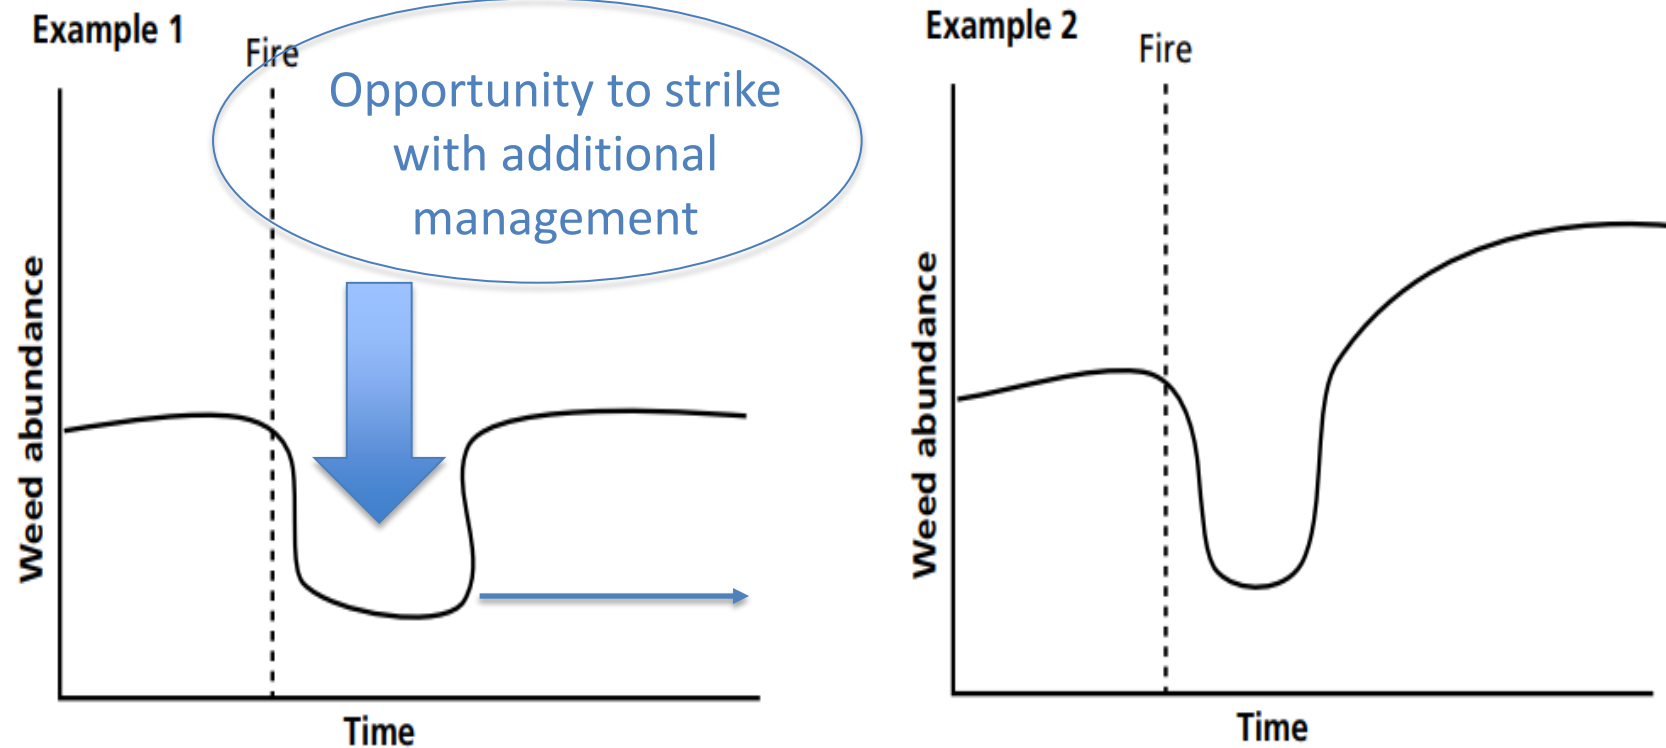 Example 1
Fire
Opportunity to strike
with additional
management
Weed abundance
Time
Example 2
Fire
Weed abundance
Time